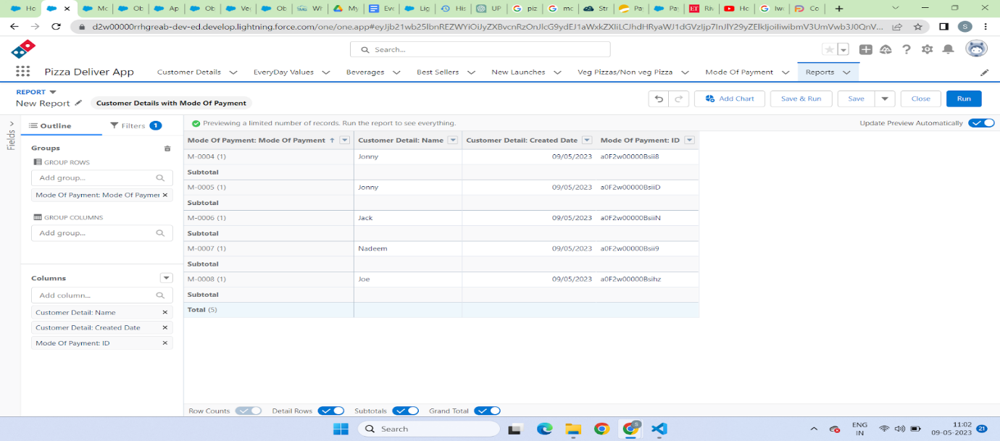 Ho
Mc
Ob
Ap
Ob
Ve
Ob
Wh
My
Eve
Lig
His
UP
piz
mc
Str
Pa
Pa
Riv
Hc
Iwo
Co
d2w00000rrhgreab-dev-ed.develop.lightning.force.com/one/one.app#
S
Search...
Pizza Deliver App
Customer Details
EveryDay Values
Beverages
Best Sellers
New Launches
Veg Pizzas/Non veg Pizza
Mode Of Payment
Reports
REPORT
New Report
Customer Details with Mode Of Payment
Add Chart
Save & Run
Save
Close
Run
Fields
Outline
Filters 1
Previewing a limited number of records. Run the report to see everything.
Update Preview Automatically
Groups
GROUP ROWS
Add group...
Mode Of Payment: Mode Of Paymer
GROUP COLUMNS
Add group...
Columns
Add column...
Customer Detail: Name
Customer Detail: Created Date
Mode Of Payment: ID
Mode Of Payment: Mode Of Payment ↑ Customer Detail: Name Customer Detail: Created Date Mode Of Payment: ID
M-0004 (1) Jonny 09/05/2023 a0F2w00000Bsii8
Subtotal
M-0005 (1) Jonny 09/05/2023 a0F2w00000BsiiD
Subtotal
M-0006 (1) Jack 09/05/2023 a0F2w00000BsiiN
Subtotal
M-0007 (1) Nadeem 09/05/2023 a0F2w00000Bsii9
Subtotal
M-0008 (1) Joe 09/05/2023 a0F2w00000Bsihz
Subtotal
Total (5)
Row Counts Detail Rows Subtotals Grand Total
Search
S
ENG
IN
11:02
09-05-2023
21